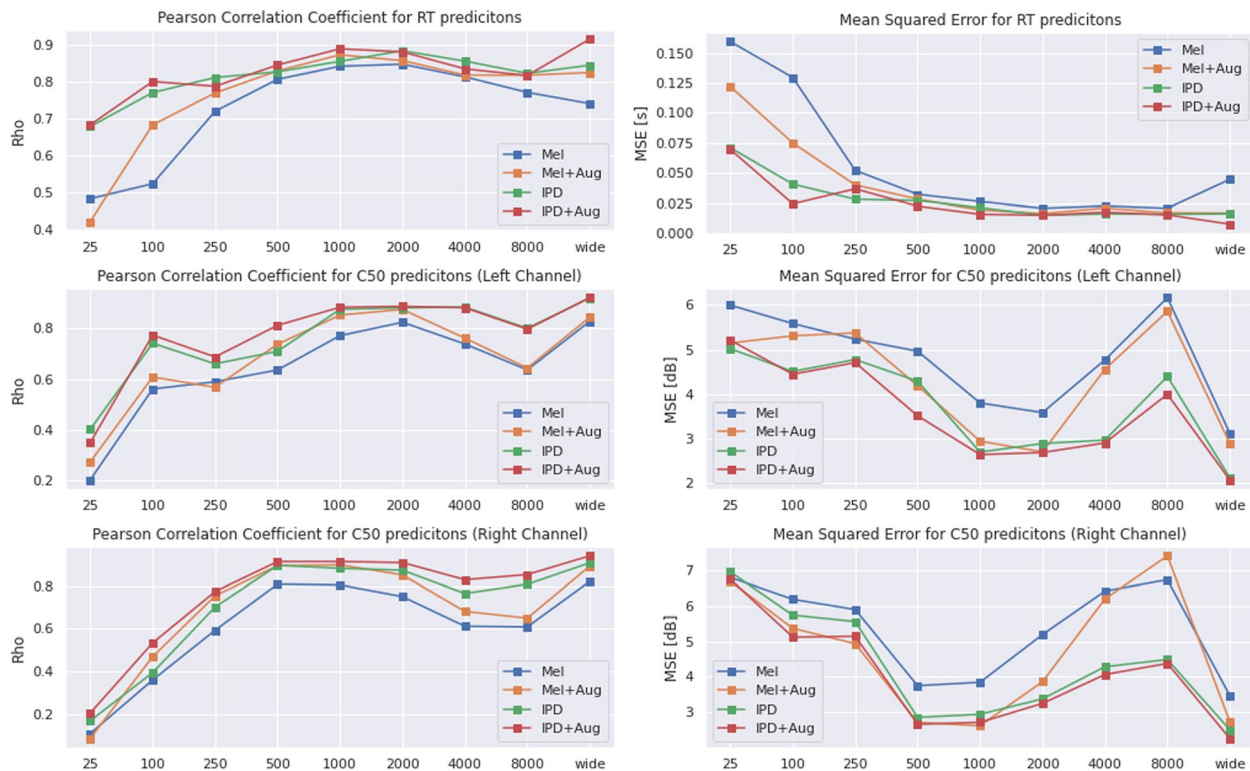 Pearson Correlation Coefficient for RT predicitons
Rho
0.9
0.8
0.7
0.6
0.5
0.4
Mel
Mel+Aug
IPD
IPD+Aug
25 100 250 500 1000 2000 4000 8000 wide
Mean Squared Error for RT predicitons
MSE [s]
0.150
0.125
0.100
0.075
0.050
0.025
0.000
Mel
Mel+Aug
IPD
IPD+Aug
25 100 250 500 1000 2000 4000 8000 wide
Pearson Correlation Coefficient for C50 predicitons (Left Channel)
Rho
0.8
0.6
0.4
0.2
Mel
Mel+Aug
IPD
IPD+Aug
25 100 250 500 1000 2000 4000 8000 wide
Mean Squared Error for C50 predicitons (Left Channel)
MSE [dB]
6
5
4
3
2
Mel
Mel+Aug
IPD
IPD+Aug
25 100 250 500 1000 2000 4000 8000 wide
Pearson Correlation Coefficient for C50 predicitons (Right Channel)
Rho
0.8
0.6
0.4
0.2
Mel
Mel+Aug
IPD
IPD+Aug
25 100 250 500 1000 2000 4000 8000 wide
Mean Squared Error for C50 predicitons (Right Channel)
MSE [dB]
7
6
5
4
3
Mel
Mel+Aug
IPD
IPD+Aug
25 100 250 500 1000 2000 4000 8000 wide